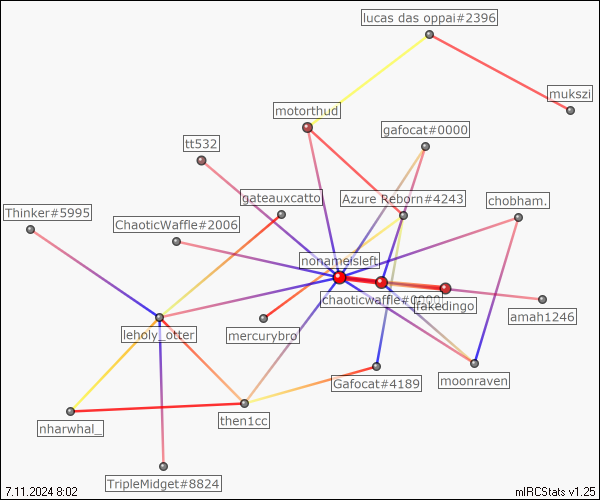 lucas das oppai#2396
mukszi
motorthud
gafocat#0000
tt532
gateauxcatto
Azure Reborn#4243
chobham.
Thinker#5995
ChaoticWaffle#2006
nonameisleft
chaoticwaffle#0000
fakedingo
amah1246
leholy_otter
mercurybro
Gafocat#4189
moonraven
nharwhal_
then1cc
TripleMidget#8824
7.11.2024 8:02
mIRCStats v1.25